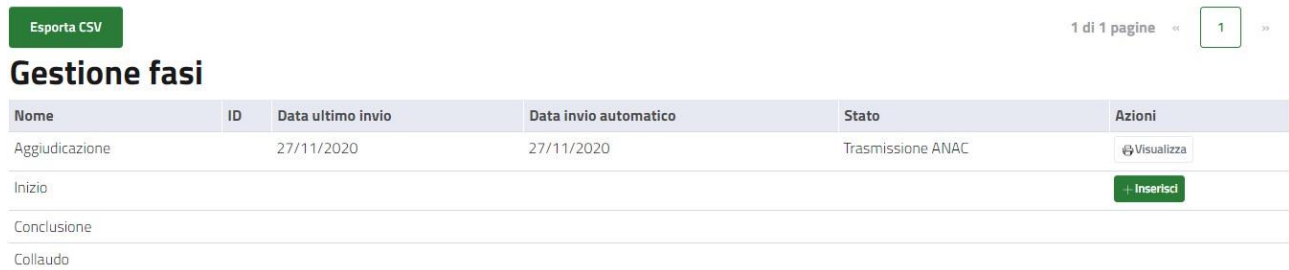 Esporta CSV
1 di 1 pagine « 1 »
Gestione fasi
Nome ID Data ultimo invio Data invio automatico Stato Azioni
Aggiudicazione 27/11/2020 27/11/2020 Trasmissione ANAC Visualizza
Inizio + Inserisci
Conclusione
Collaudo